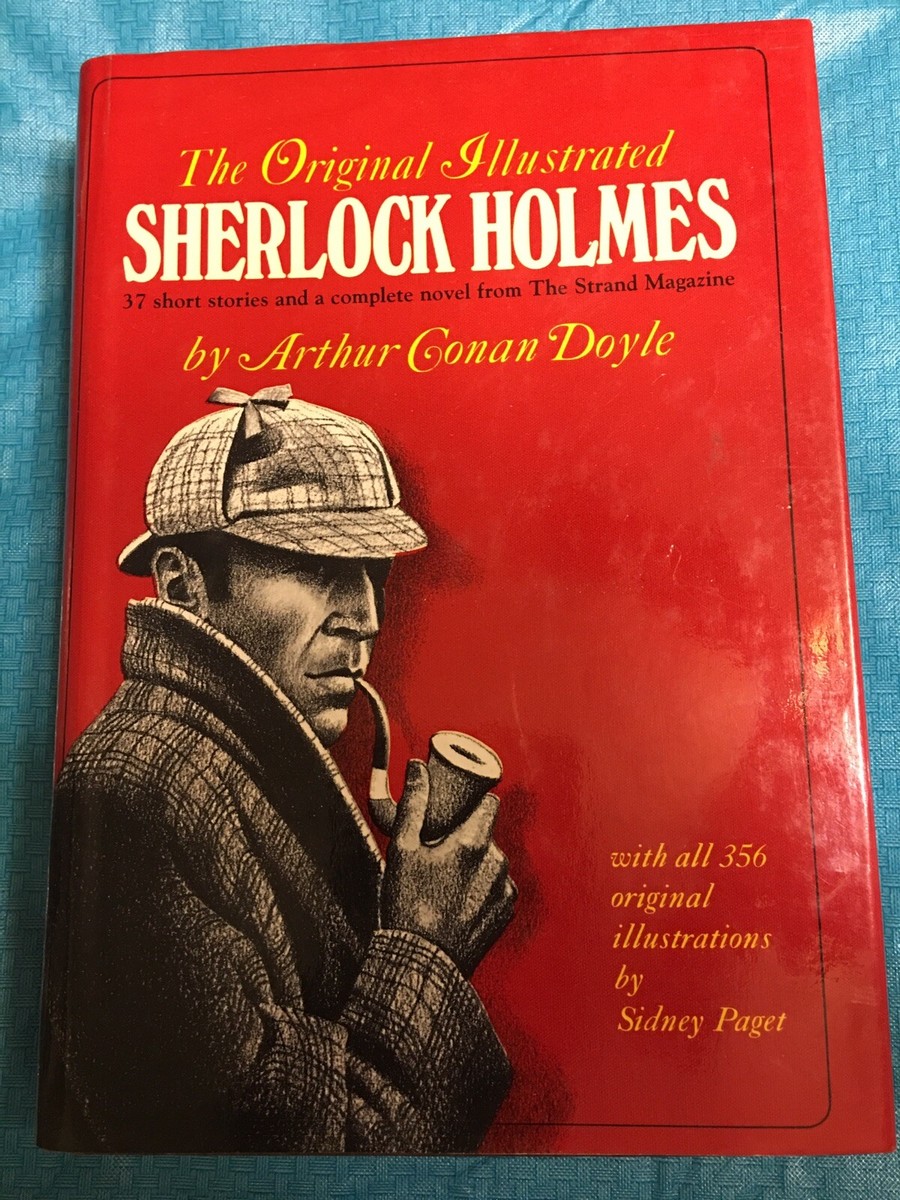 The Original Illustrated
SHERLOCK HOLMES
37 short stories and a complete novel from The Strand Magazine
by Arthur Conan Doyle
with all 356
original
illustrations
by
Sidney Paget